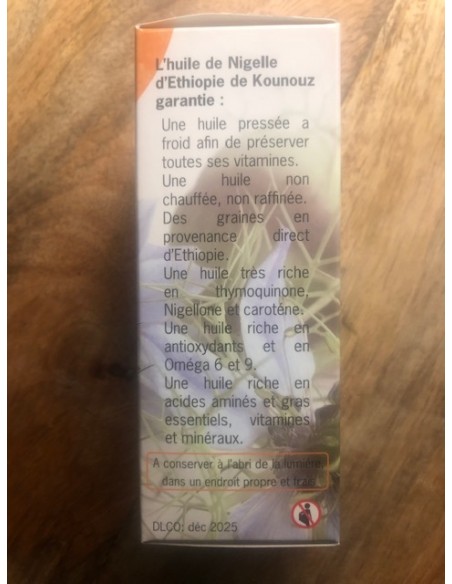 L'huile de Nigelle
d'Ethiopie de Kounouz
garantie :
Une huile pressée a
froid afin de préserver
toutes ses vitamines.
Une huile non
chauffée, non raffinée.
Des graines en
provenance direct
d'Ethiopie.
Une huile très riche
en thymoquinone,
Nigellone et carotène.
Une huile riche en
antioxydants et en
Oméga 6 et 9.
Une huile riche en
acides aminés et gras
essentiels, vitamines
et minéraux.
A conserver à l'abri de la lumière
dans un endroit propre et frais
DLCO: déc 2025